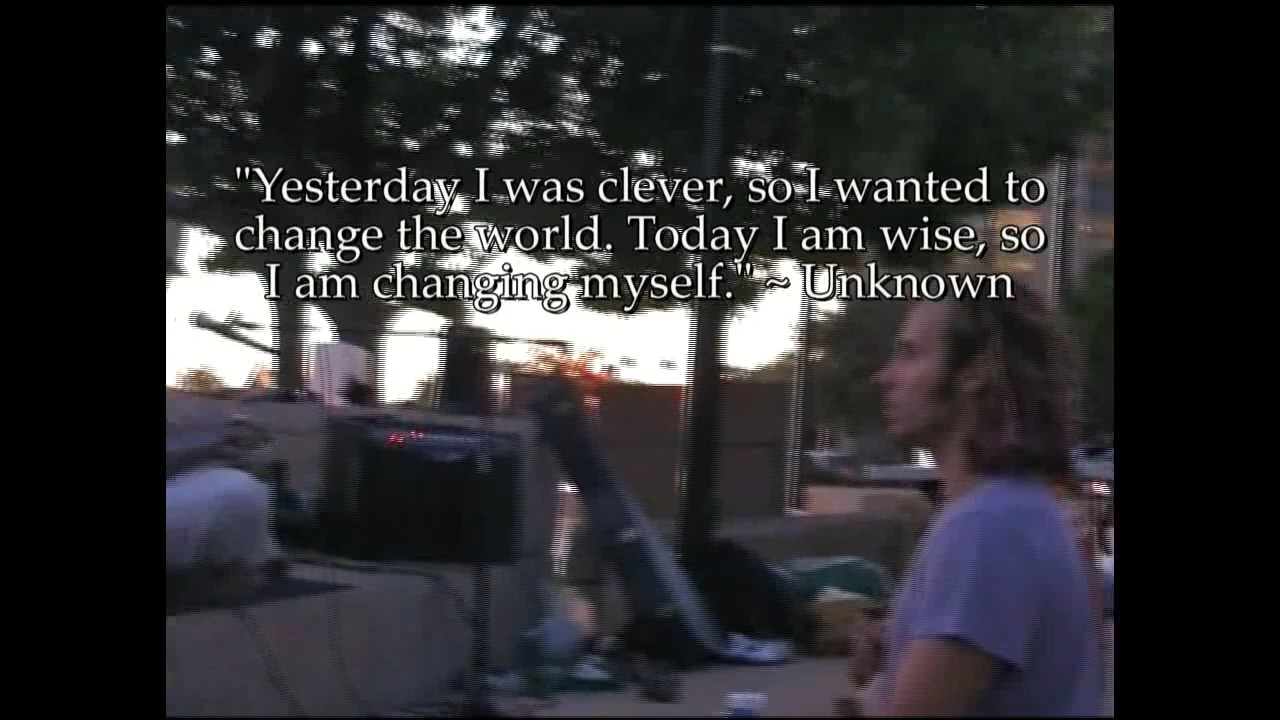 "Yesterday I was clever, so I wanted to
change the world. Today I am wise, so
I am changing myself." ~ Unknown